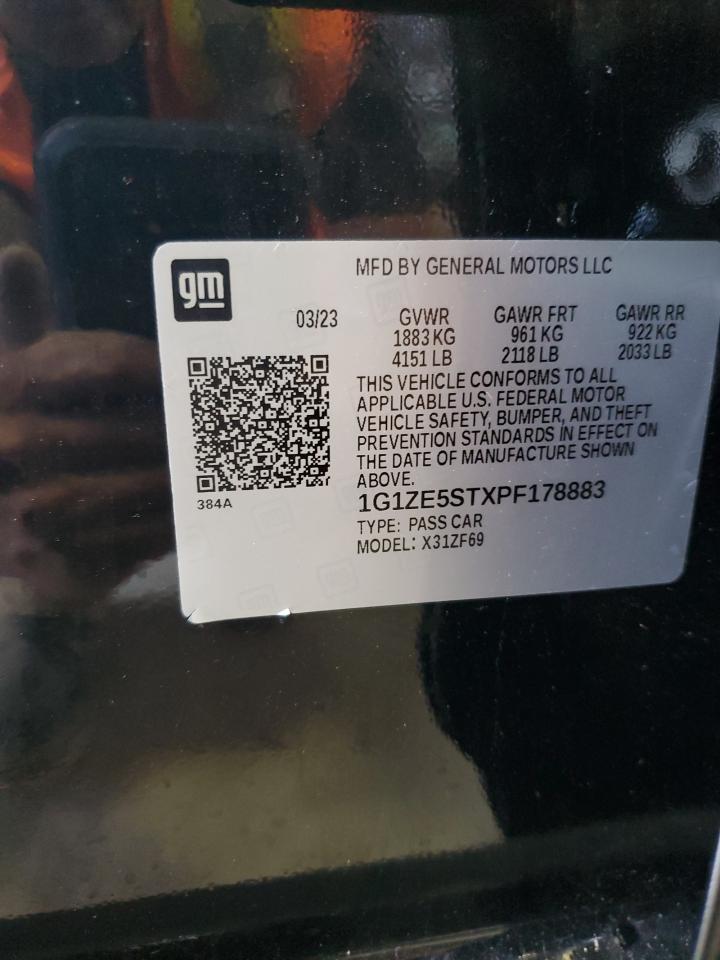 gm
MFD BY GENERAL MOTORS LLC
03/23
GVWR GAWR FRT GAWR RR
1883 KG 961 KG 922 KG
4151 LB 2118 LB 2033 LB
THIS VEHICLE CONFORMS TO ALL
APPLICABLE U.S. FEDERAL MOTOR
VEHICLE SAFETY, BUMPER, AND THEFT
PREVENTION STANDARDS IN EFFECT ON
THE DATE OF MANUFACTURE SHOWN
ABOVE.
384A
1G1ZE5STXPF178883
TYPE: PASS CAR
MODEL: X31ZF69